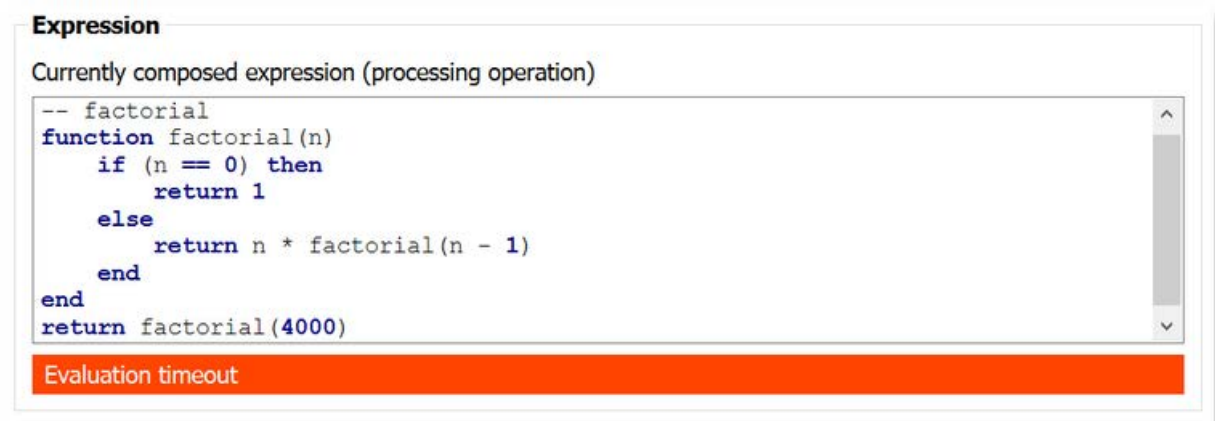 Expression
Currently composed expression (processing operation)
-- factorial
function factorial(n)
    if (n == 0) then
        return 1
    else
        return n * factorial(n - 1)
    end
end
return factorial(4000)
Evaluation timeout